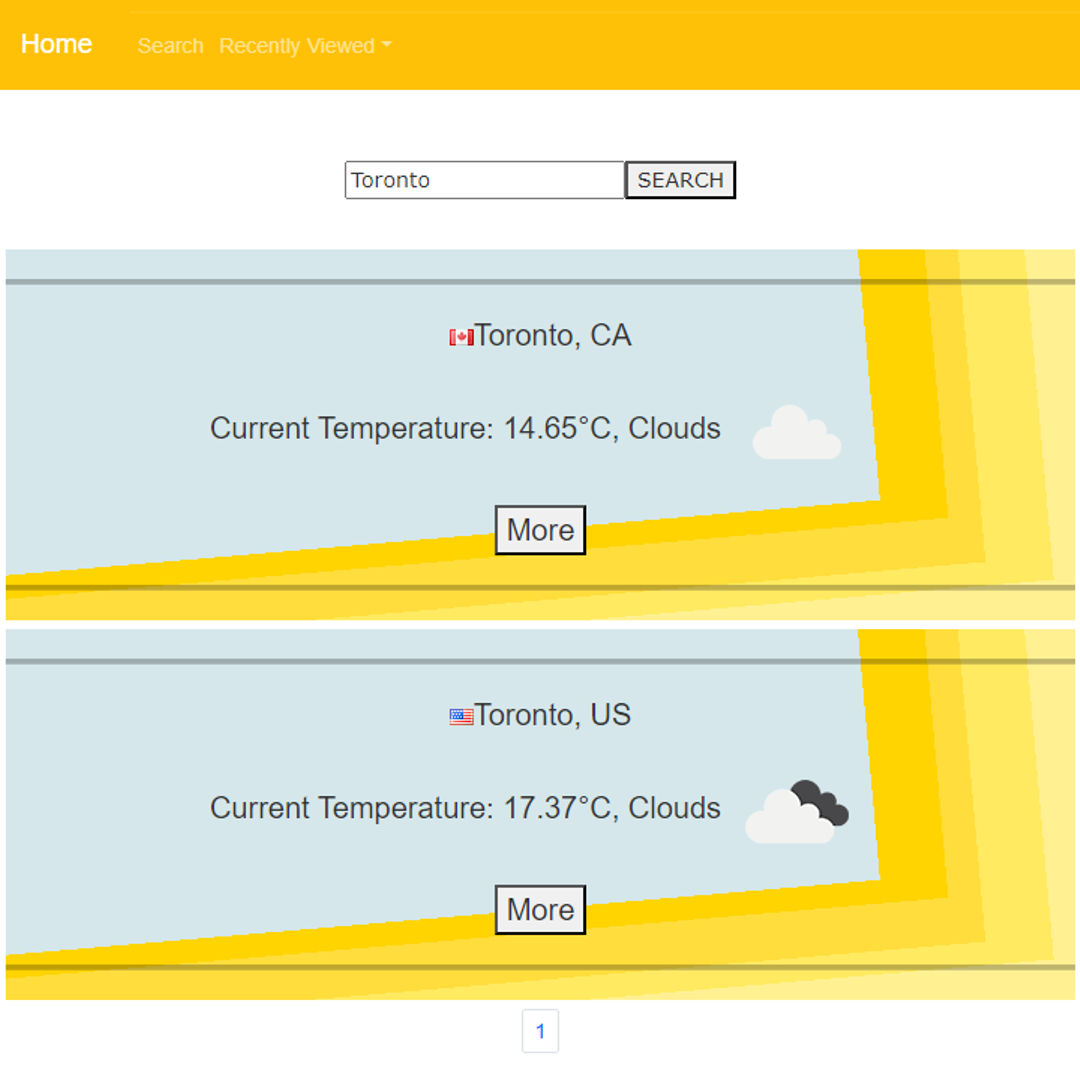 Home Search Recently Viewed
Toronto SEARCH
Toronto, CA
Current Temperature: 14.65°C, Clouds
More
Toronto, US
Current Temperature: 17.37°C, Clouds
More
1